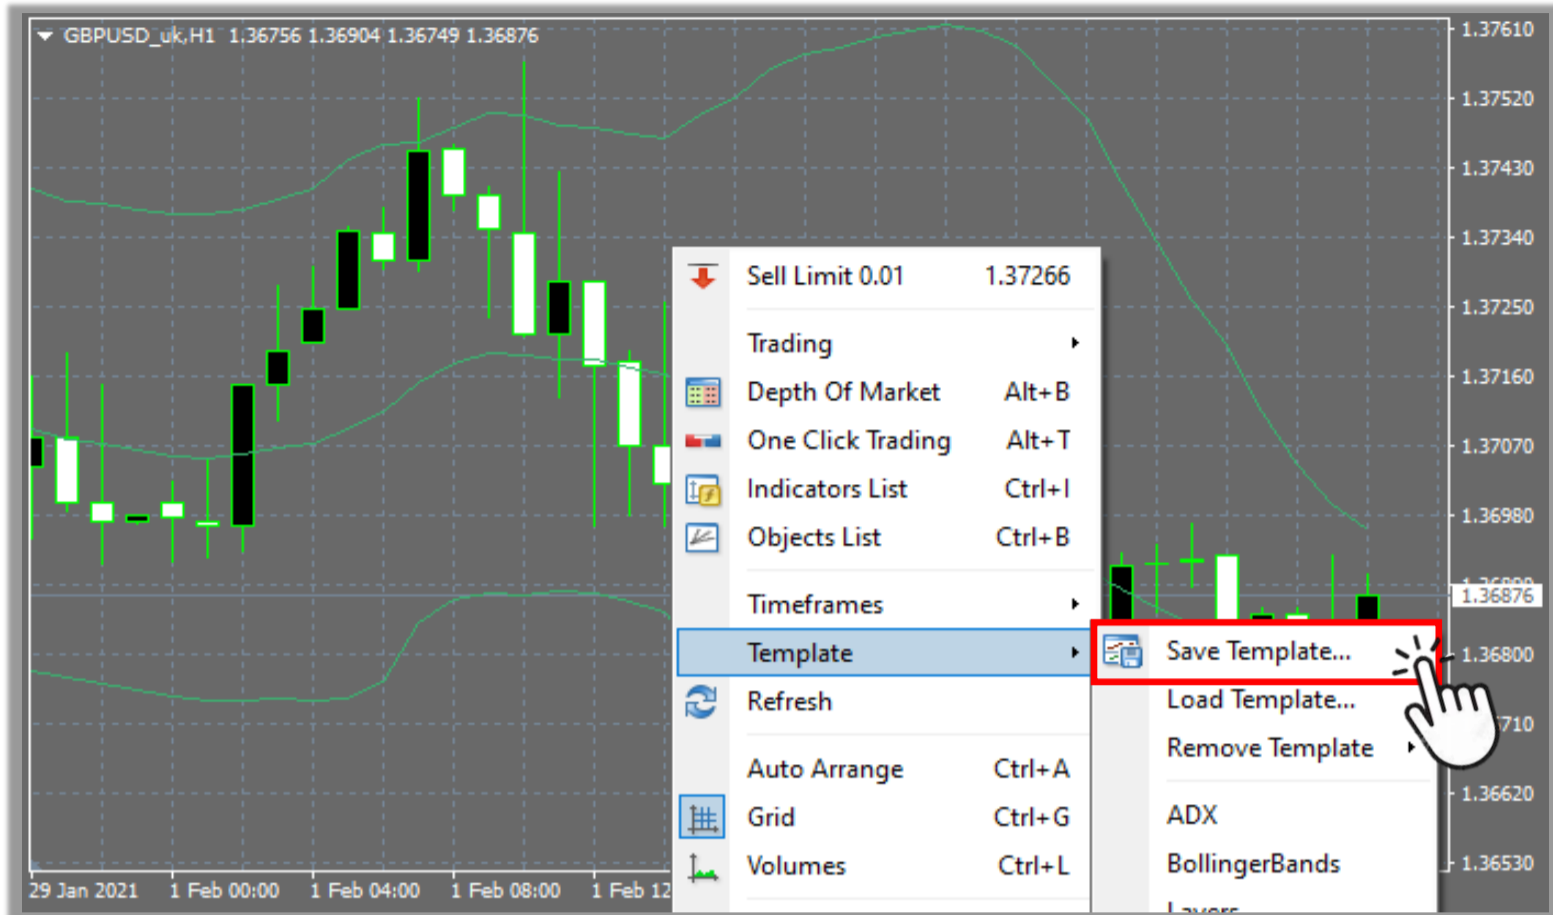 GBPUSD_uk,H1 1.36756 1.36904 1.36749 1.36876
1.37610
1.37520
1.37430
1.37340
1.37250
1.37160
1.37070
1.36980
1.36876
1.36800
1.36620
1.36530
Sell Limit 0.01 1.37266
Trading
Depth Of Market Alt+B
One Click Trading Alt+T
Indicators List Ctrl+I
Objects List Ctrl+B
Timeframes
Template
Refresh
Auto Arrange Ctrl+A
Grid Ctrl+G
Volumes Ctrl+L
Save Template...
Load Template...
Remove Template
ADX
BollingerBands
29 Jan 2021 1 Feb 00:00 1 Feb 04:00 1 Feb 08:00 1 Feb 12